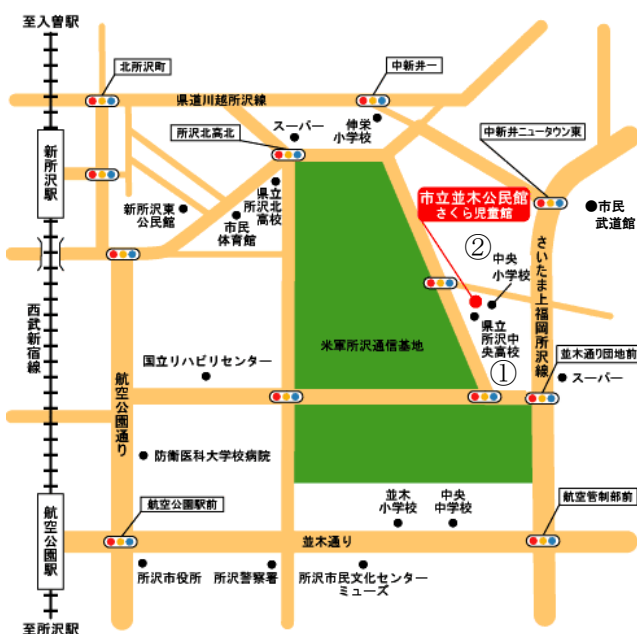 至入曽駅
北所沢町
中新井一
県道川越所沢線
スーパー
伸栄
小学校
所沢北高北
中新井ニュータウン東
新所沢駅
県立
所沢北
高校
新所沢東
公民館
市民
体育館
市立並木公民館
さくら児童館
市民
武道館
②
中央
小学校
さいたま上福岡所沢線
西武新宿線
米軍所沢通信基地
県立
所沢中
央高校
①
国立リハビリセンター
並木通り団地前
スーパー
航空公園通り
防衛医科大学校病院
航空公園駅前
並木
小学校
中央
中学校
航空管制部前
航空公園駅
並木通り
所沢市役所
所沢警察署
所沢市民文化センター
ミューズ
至所沢駅